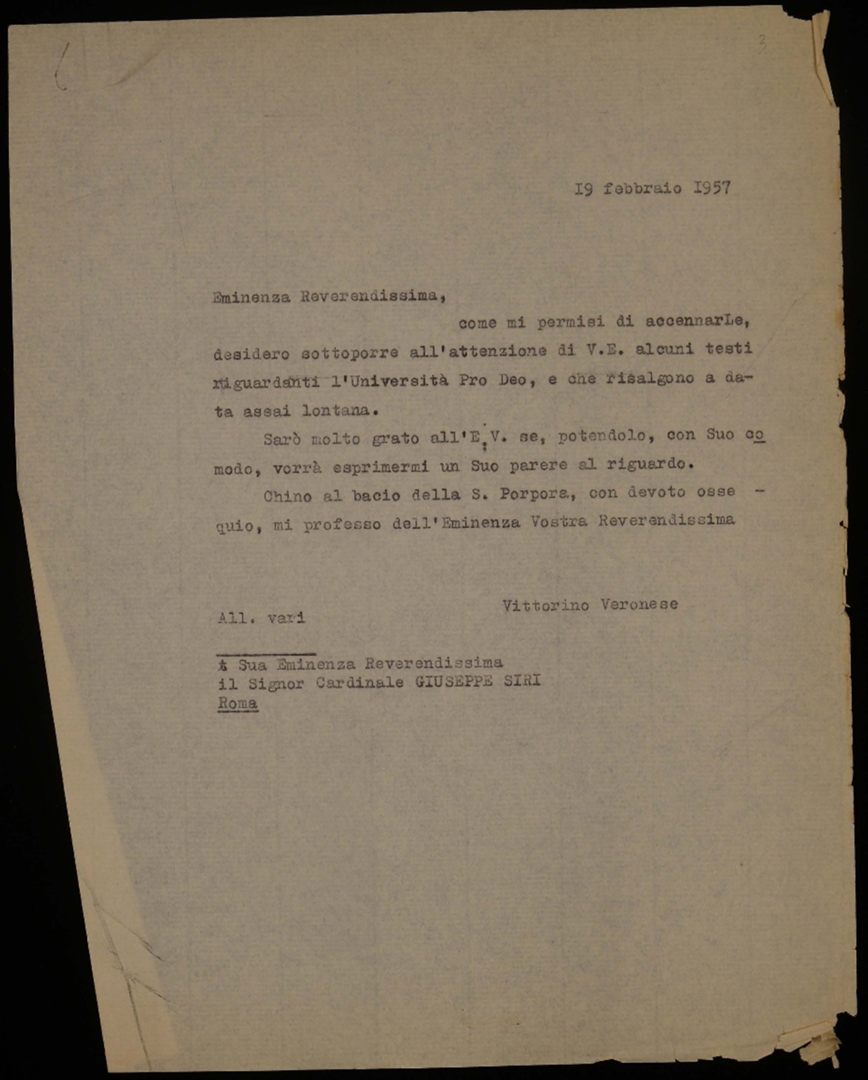 3
19 febbraio 1957
Eminenza Reverendissima,
come mi permisi di accennarLe,
desidero sottoporre all'attenzione di V.E. alcuni testi
riguardanti l'Università Pro Deo, e che risalgono a da-
ta assai lontana.
Sarò molto grato all'E.V. se, potendolo, con Suo co
modo, vorrà esprimermi un Suo parere al riguardo.
Chino al bacio della S. Porpora, con devoto osse -
quio, mi professo dell'Eminenza Vostra Reverendissima
Vittorino Veronese
All. vari
A Sua Eminenza Reverendissima
il Signor Cardinale GIUSEPPE SIRI
Roma